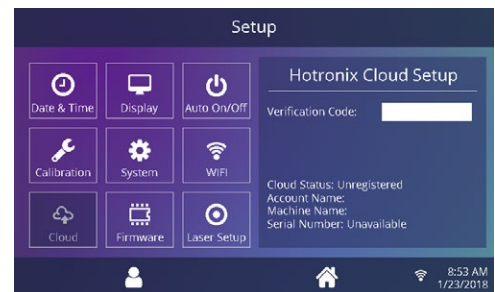 Setup
Date & Time
Display
Auto On/Off
Calibration
System
WIFI
Cloud
Firmware
Laser Setup
Hotronix Cloud Setup
Verification Code:
Cloud Status: Unregistered
Account Name:
Machine Name:
Serial Number: Unavailable
8:53 AM
1/23/2018